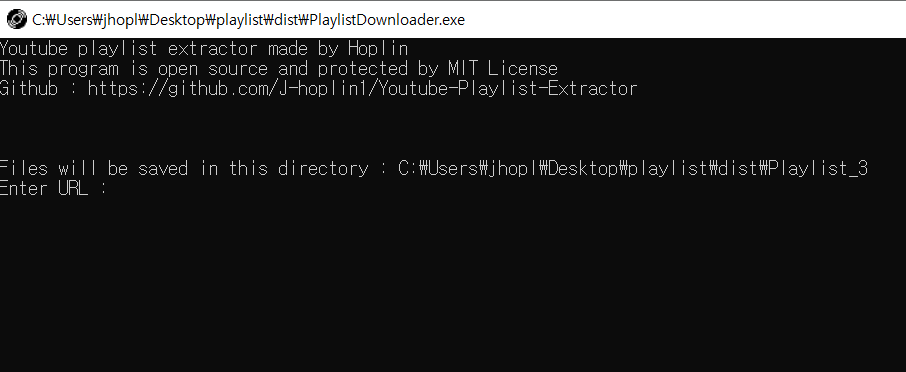 C:₩Users₩jhopl₩Desktop₩playlist₩dist₩PlaylistDownloader.exe
Youtube playlist extractor made by Hoplin
This program is open source and protected by MIT License
Github : https://github.com/J-hoplin1/Youtube-Playlist-Extractor
Files will be saved in this directory : C:₩Users₩jhopl₩Desktop₩playlist₩dist₩Playlist_3
Enter URL :